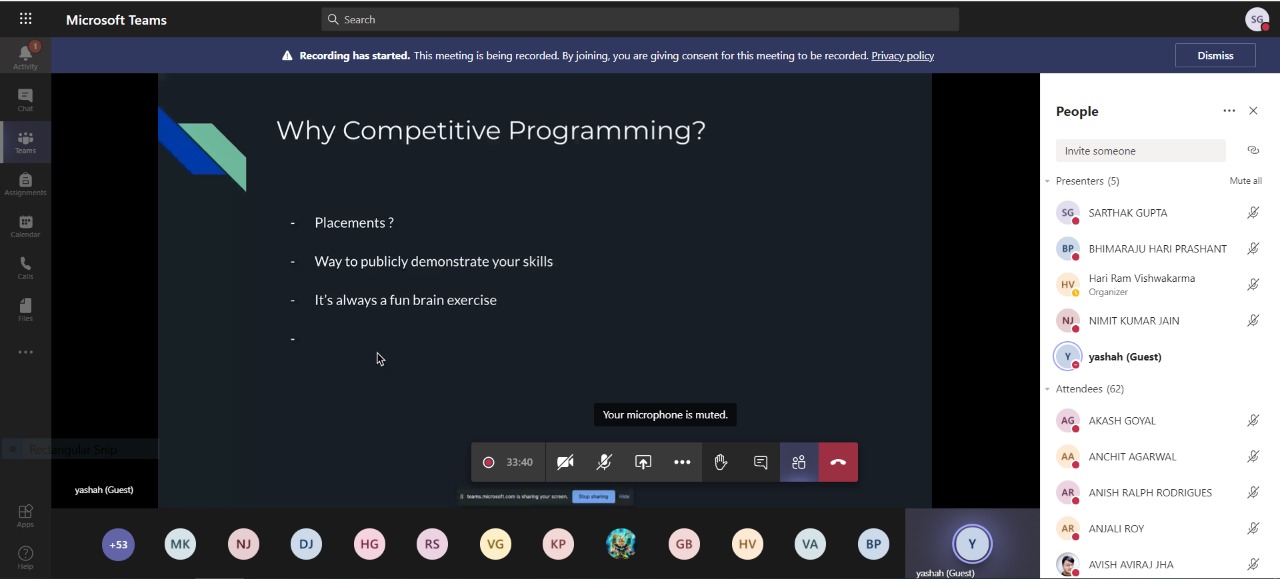 Microsoft Teams
Search
SG
Recording has started. This meeting is being recorded. By joining, you are giving consent for this meeting to be recorded. Privacy policy
Dismiss
1
Activity
Chat
Teams
Assignments
Calendar
Calls
Files
Apps
Help
Rectangular Snip
Why Competitive Programming?
- Placements ?
- Way to publicly demonstrate your skills
- It's always a fun brain exercise
-
Your microphone is muted.
33:40
teams.microsoft.com is sharing your screen.
Stop sharing
Hide
yashah (Guest)
+53
MK
NJ
DJ
HG
RS
VG
KP
GB
HV
VA
BP
Y
yashah (Guest)
People
Invite someone
Presenters (5)
Mute all
SG SARTHAK GUPTA
BP BHIMARAJU HARI PRASHANT
HV Hari Ram Vishwakarma
Organizer
NJ NIMIT KUMAR JAIN
Y yashah (Guest)
Attendees (62)
AG AKASH GOYAL
AA ANCHIT AGARWAL
AR ANISH RALPH RODRIGUES
AR ANJALI ROY
AVISH AVIRAJ JHA